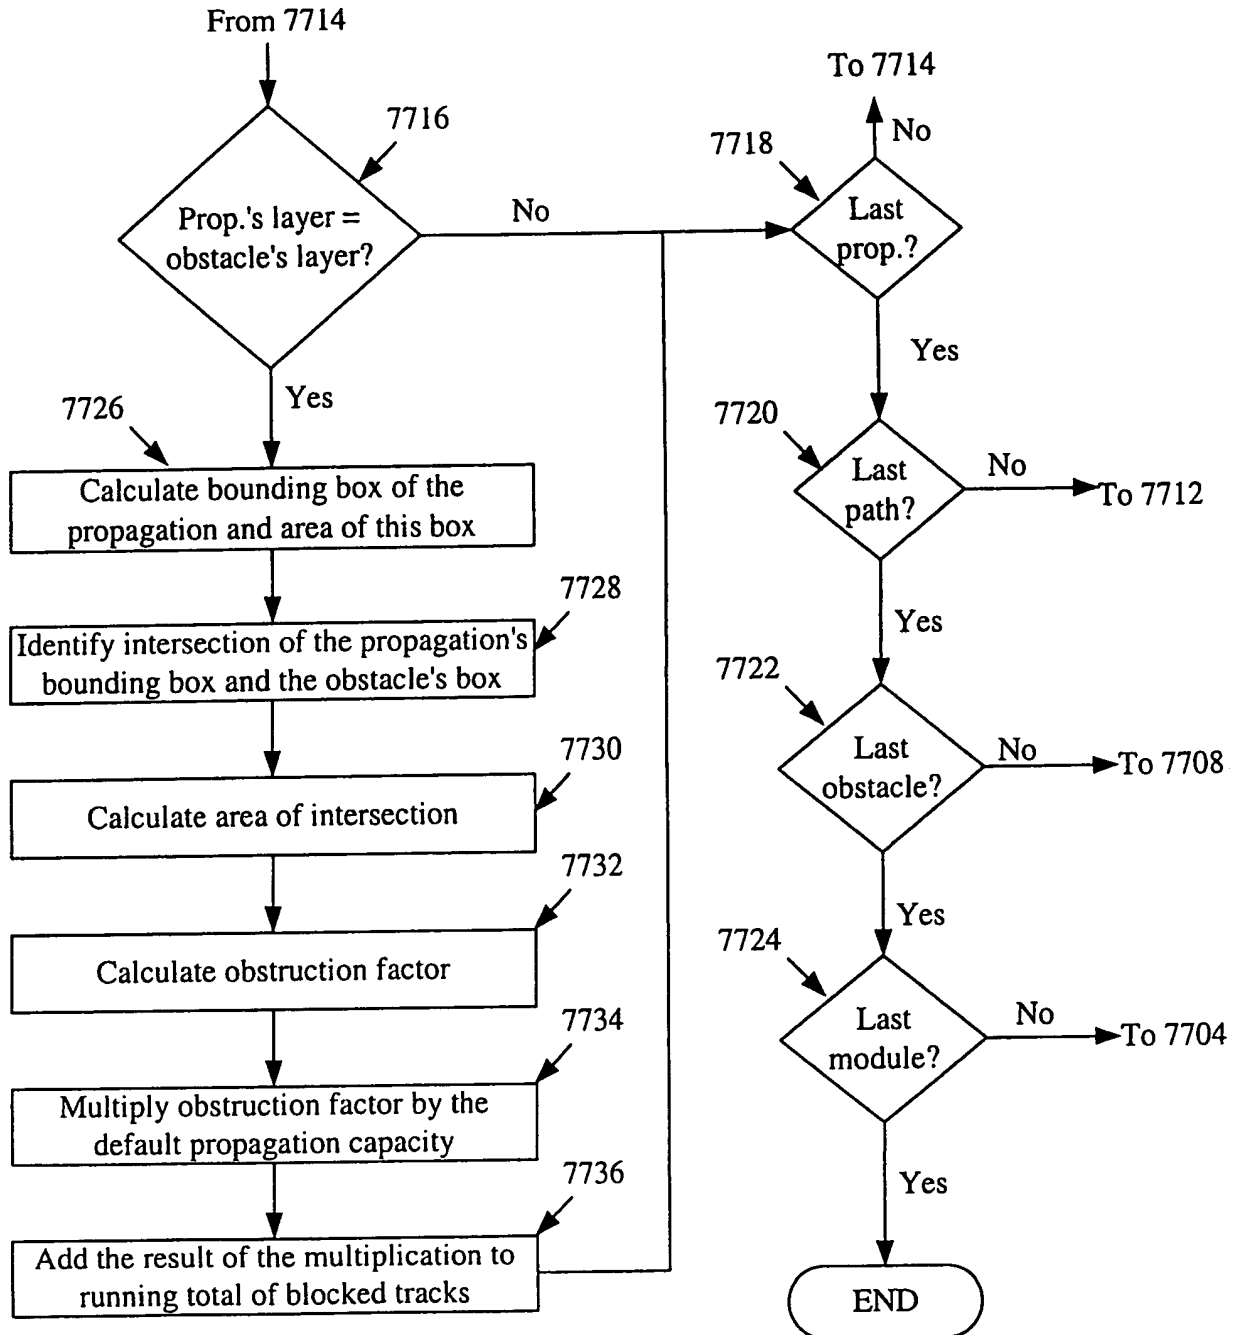 From 7714
7716
Prop.'s layer =
obstacle's layer?
No
Yes
7726
Calculate bounding box of the
propagation and area of this box
7728
Identify intersection of the propagation's
bounding box and the obstacle's box
7730
Calculate area of intersection
7732
Calculate obstruction factor
7734
Multiply obstruction factor by the
default propagation capacity
7736
Add the result of the multiplication to
running total of blocked tracks
To 7714
No
7718
Last
prop.?
Yes
7720
Last
path?
No
To 7712
Yes
7722
Last
obstacle?
No
To 7708
Yes
7724
Last
module?
No
To 7704
Yes
END